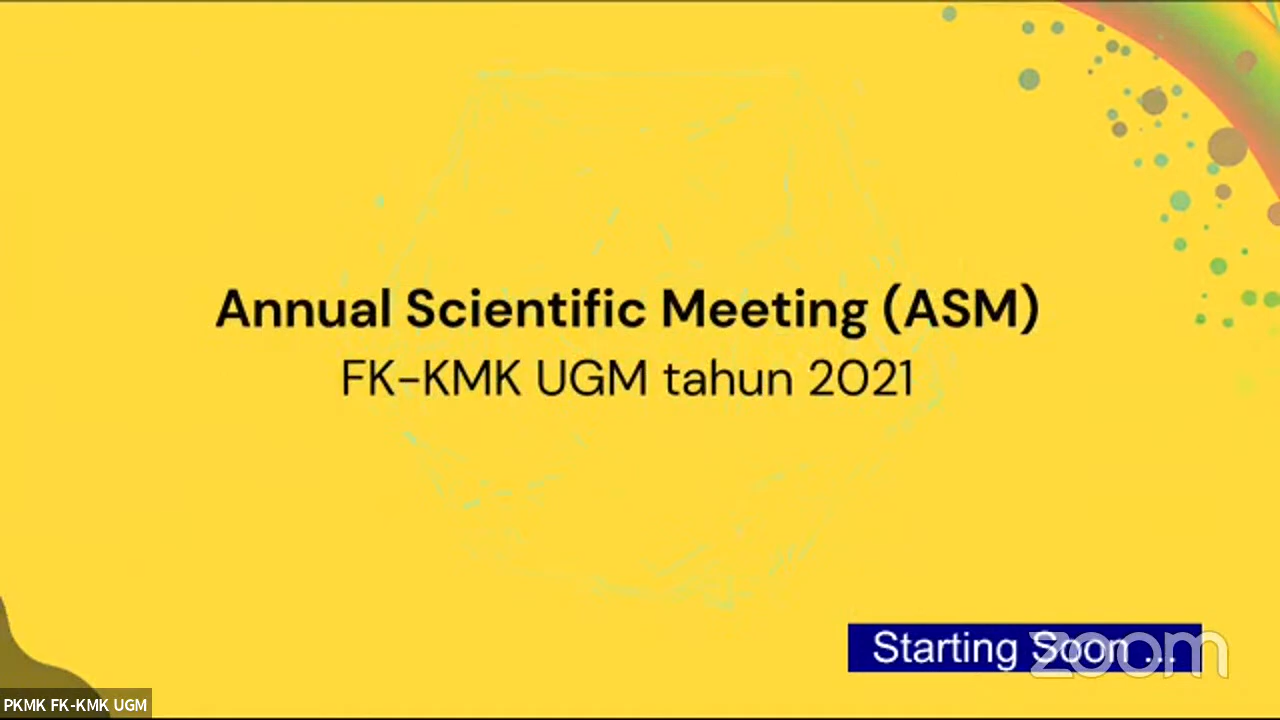 Annual Scientific Meeting (ASM)
FK-KMK UGM tahun 2021
Starting Soon ...
zoom
PKMK FK-KMK UGM